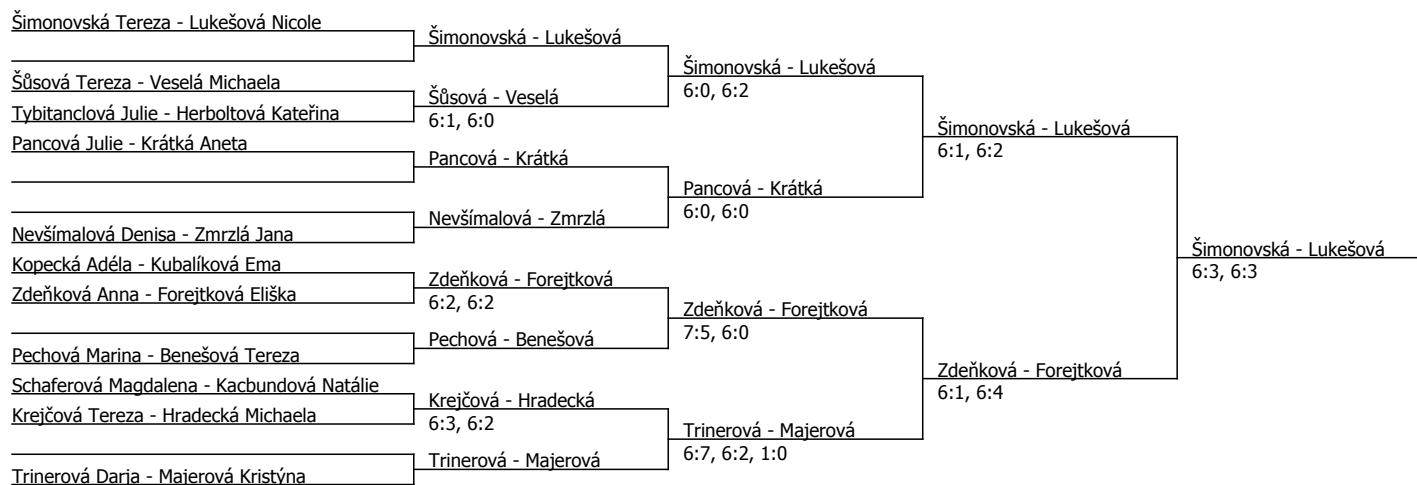 Šimonovská Tereza - Lukešová Nicole
Šůsová Tereza - Veselá Michaela
Tybitanclová Julie - Herboltová Kateřina
Pancová Julie - Krátká Aneta
Nevšímalová Denisa - Zmrzlá Jana
Kopecká Adéla - Kubalíková Ema
Zdeňková Anna - Forejtková Eliška
Pechová Marina - Benešová Tereza
Schaferová Magdalena - Kacbundová Natálie
Krejčová Tereza - Hradecká Michaela
Trinerová Darja - Majerová Kristýna
Šimonovská - Lukešová
Šůsová - Veselá
6:1, 6:0
Pancová - Krátká
Nevšímalová - Zmrzlá
Zdeňková - Forejtková
6:2, 6:2
Pechová - Benešová
Krejčová - Hradecká
6:3, 6:2
Trinerová - Majerová
Šimonovská - Lukešová
6:0, 6:2
Pancová - Krátká
6:0, 6:0
Zdeňková - Forejtková
7:5, 6:0
Trinerová - Majerová
6:7, 6:2, 1:0
Šimonovská - Lukešová
6:1, 6:2
Zdeňková - Forejtková
6:1, 6:4
Šimonovská - Lukešová
6:3, 6:3